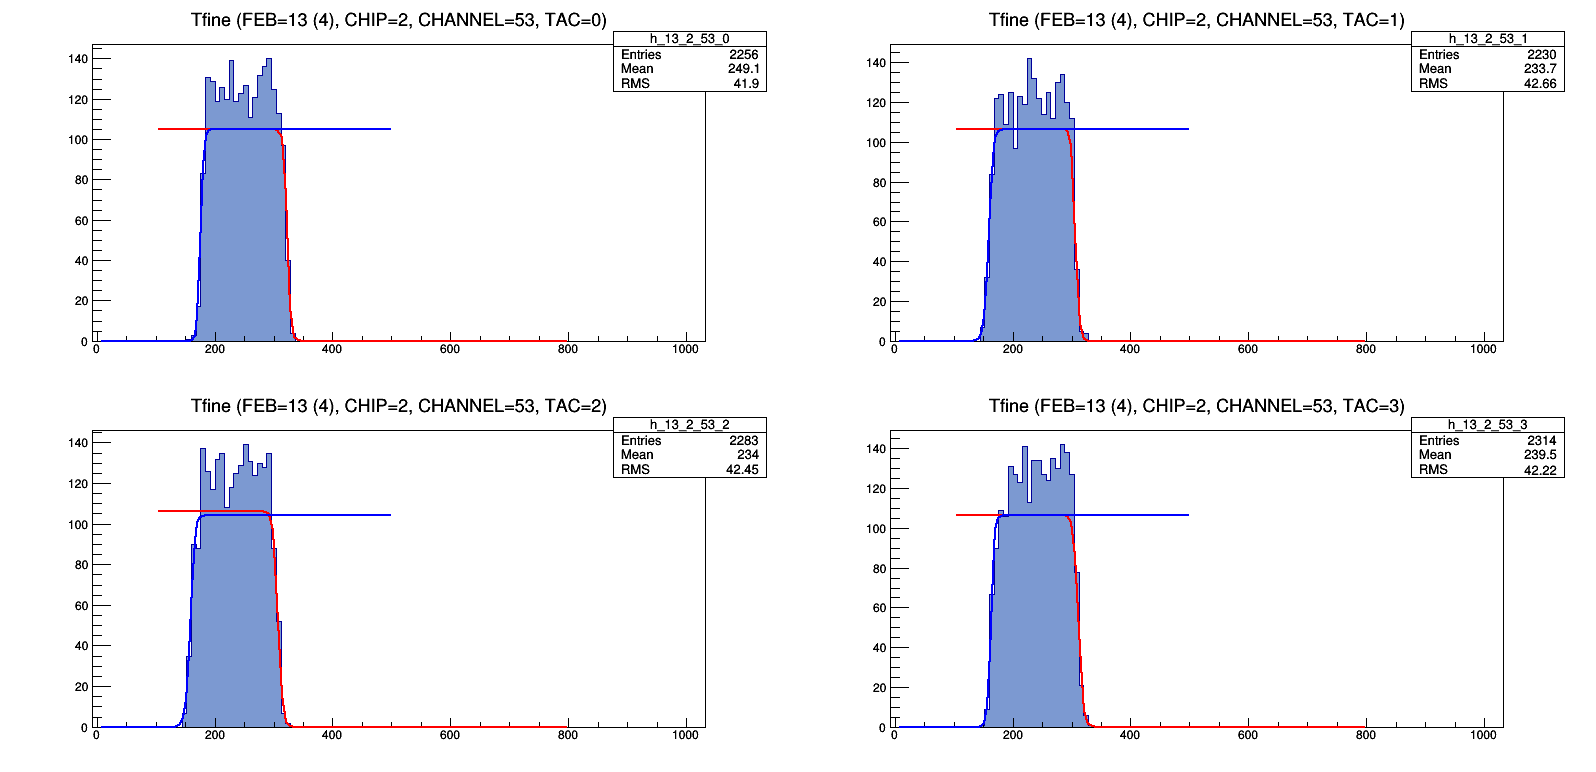 Tfine (FEB=13 (4), CHIP=2, CHANNEL=53, TAC=0)
h_13_2_53_0
Entries 2256
Mean 249.1
RMS 41.9
140
120
100
80
60
40
20
0
0 200 400 600 800 1000
Tfine (FEB=13 (4), CHIP=2, CHANNEL=53, TAC=1)
h_13_2_53_1
Entries 2230
Mean 233.7
RMS 42.66
140
120
100
80
60
40
20
0
0 200 400 600 800 1000
Tfine (FEB=13 (4), CHIP=2, CHANNEL=53, TAC=2)
h_13_2_53_2
Entries 2283
Mean 234
RMS 42.45
140
120
100
80
60
40
20
0
0 200 400 600 800 1000
Tfine (FEB=13 (4), CHIP=2, CHANNEL=53, TAC=3)
h_13_2_53_3
Entries 2314
Mean 239.5
RMS 42.22
140
120
100
80
60
40
20
0
0 200 400 600 800 1000